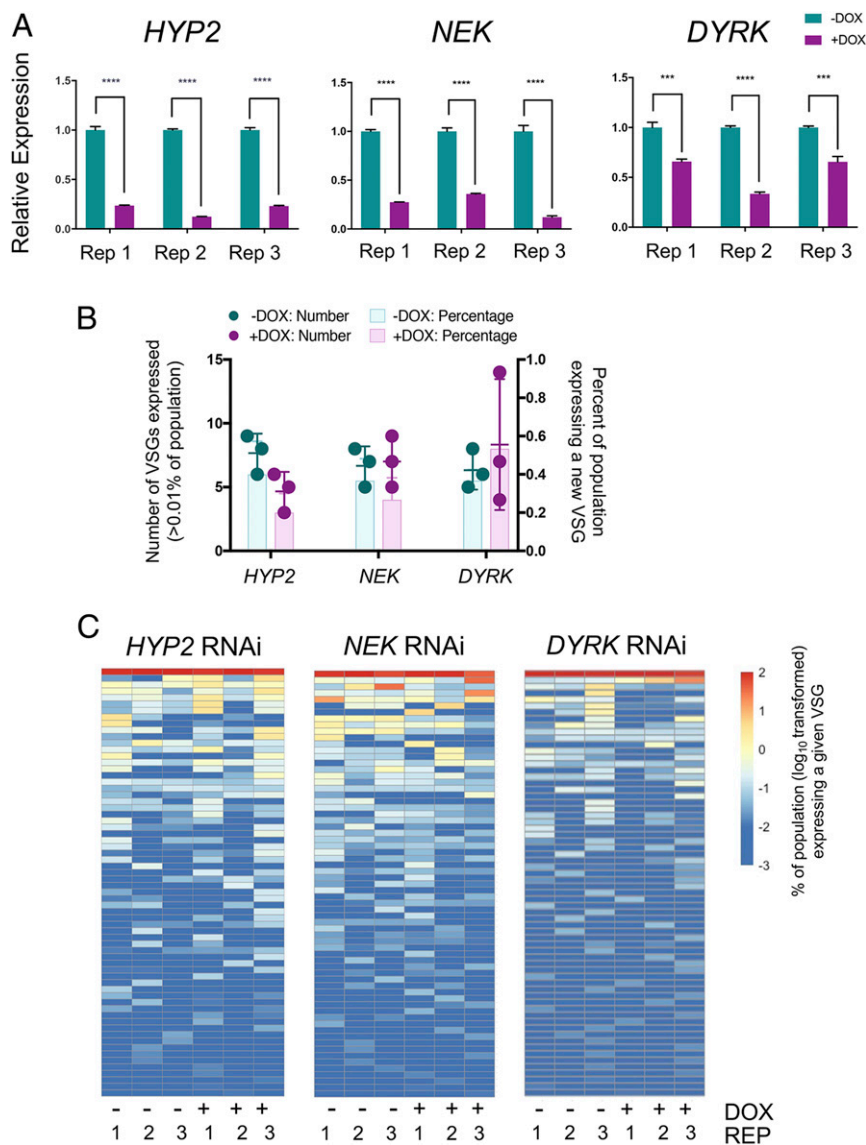 A
HYP2
NEK
DYRK
-DOX
+DOX
Relative Expression
1.5
1.0
0.5
0.0
**** **** ****
Rep 1 Rep 2 Rep 3
1.5
1.0
0.5
0.0
**** **** ****
Rep 1 Rep 2 Rep 3
1.5
1.0
0.5
0.0
*** **** ***
Rep 1 Rep 2 Rep 3
B
-DOX: Number
-DOX: Percentage
+DOX: Number
+DOX: Percentage
Number of VSGs expressed
(>0.01% of population)
15
10
5
0
1.0
0.8
0.6
0.4
0.2
0.0
Percent of population
expressing a new VSG
HYP2 NEK DYRK
C
HYP2 RNAi
NEK RNAi
DYRK RNAi
2
1
0
-1
-2
-3
% of population (log10 transformed)
expressing a given VSG
- - - + + + - - - + + + - - - + + + DOX
1 2 3 1 2 3 1 2 3 1 2 3 1 2 3 1 2 3 REP